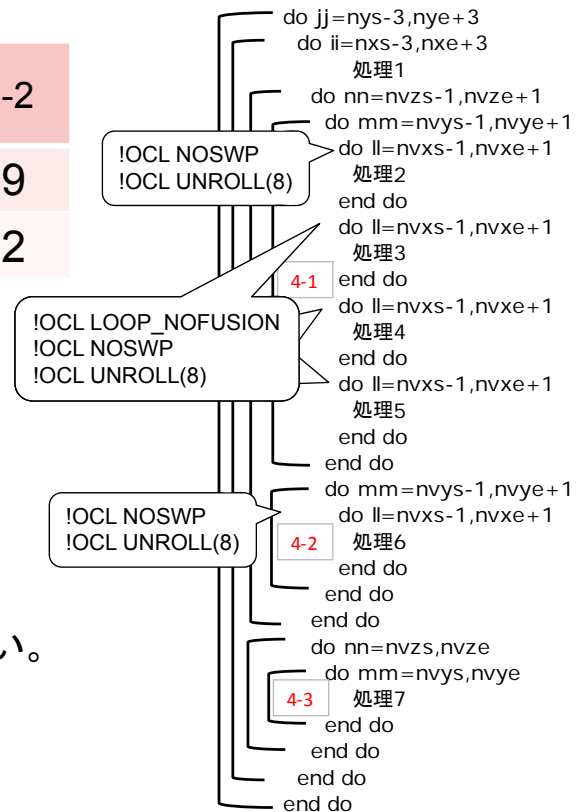 -2
9
2
い。
do jj=nys-3,nye+3
do ii=nxs-3,nxe+3
処理1
do nn=nvzs-1,nvze+1
do mm=nvys-1,nvye+1
!OCL NOSWP
!OCL UNROLL(8)
do ll=nvxs-1,nvxe+1
処理2
end do
do ll=nvxs-1,nvxe+1
処理3
4-1
end do
!OCL LOOP_NOFUSION
!OCL NOSWP
!OCL UNROLL(8)
do ll=nvxs-1,nvxe+1
処理4
end do
do ll=nvxs-1,nvxe+1
処理5
end do
end do
do mm=nvys-1,nvye+1
!OCL NOSWP
!OCL UNROLL(8)
do ll=nvxs-1,nvxe+1
4-2
処理6
end do
end do
end do
do nn=nvzs,nvze
do mm=nvys,nvye
4-3
処理7
end do
end do
end do
end do